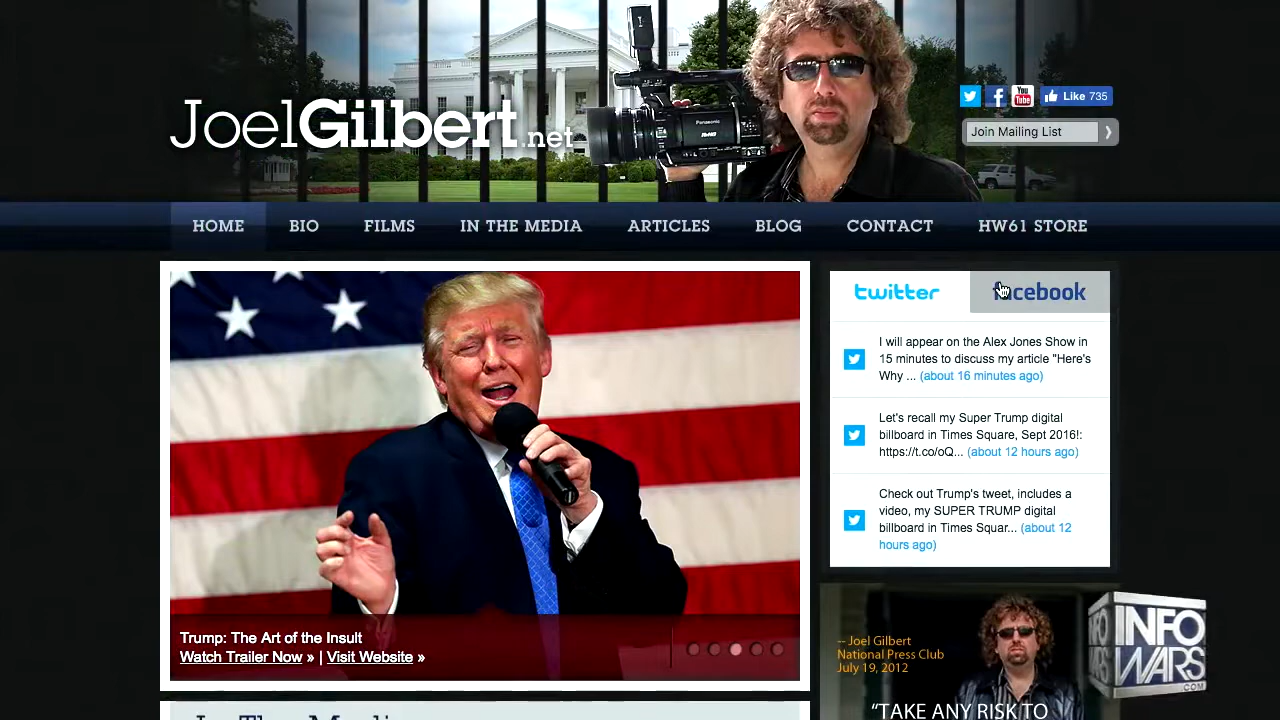 JoelGilbert.net
Panasonic
Like 735
Join Mailing List
HOME BIO FILMS IN THE MEDIA ARTICLES BLOG CONTACT HW61 STORE
twitter facebook
I will appear on the Alex Jones Show in
15 minutes to discuss my article "Here's
Why ... (about 16 minutes ago)
Let's recall my Super Trump digital
billboard in Times Square, Sept 2016!:
https://t.co/oQ... (about 12 hours ago)
Check out Trump's tweet, includes a
video, my SUPER TRUMP digital
billboard in Times Squar... (about 12
hours ago)
Trump: The Art of the Insult
Watch Trailer Now » | Visit Website »
-- Joel Gilbert
National Press Club
July 19, 2012
“TAKE ANY RISK TO
INFO
WARS
.COM